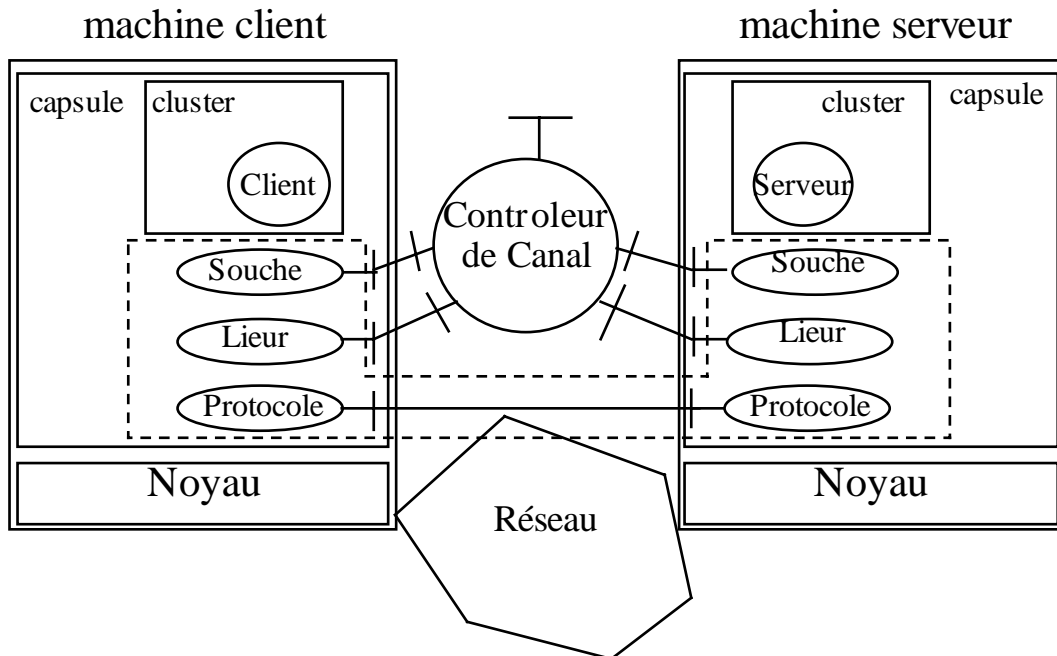 machine client
machine serveur
capsule
cluster
cluster
capsule
Client
Controleur
de Canal
Serveur
Souche
Souche
Lieur
Lieur
Protocole
Protocole
Noyau
Réseau
Noyau